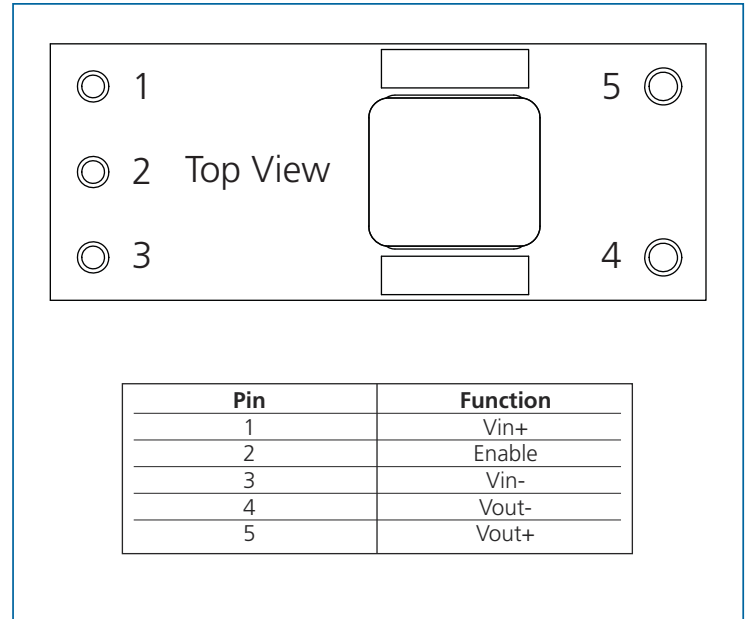 1 5
2 Top View
3 4
Pin Function
1 Vin+
2 Enable
3 Vin-
4 Vout-
5 Vout+